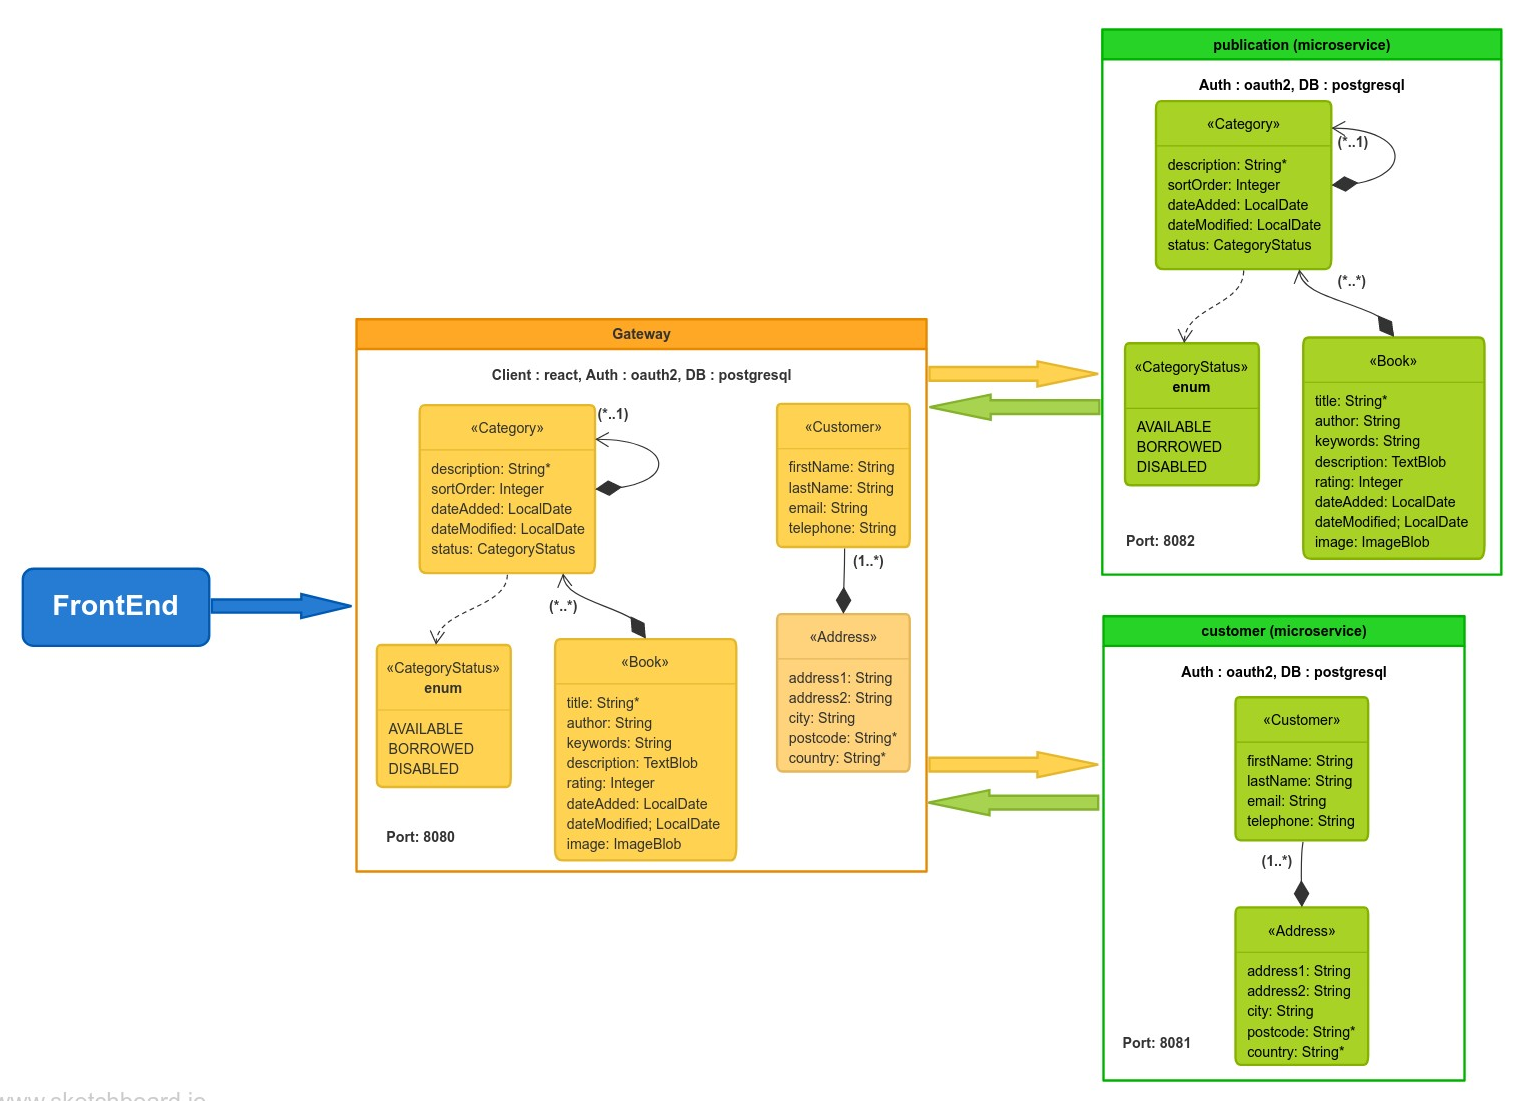 FrontEnd
Gateway
Client : react, Auth : oauth2, DB : postgresql
«Category»
description: String*
sortOrder: Integer
dateAdded: LocalDate
dateModified: LocalDate
status: CategoryStatus
(*..1)
(*..*)
«CategoryStatus»
enum
AVAILABLE
BORROWED
DISABLED
«Book»
title: String*
author: String
keywords: String
description: TextBlob
rating: Integer
dateAdded: LocalDate
dateModified; LocalDate
image: ImageBlob
«Customer»
firstName: String
lastName: String
email: String
telephone: String
(1..*)
«Address»
address1: String
address2: String
city: String
postcode: String*
country: String*
Port: 8080
publication (microservice)
Auth : oauth2, DB : postgresql
«Category»
description: String*
sortOrder: Integer
dateAdded: LocalDate
dateModified: LocalDate
status: CategoryStatus
(*..1)
(*..*)
«CategoryStatus»
enum
AVAILABLE
BORROWED
DISABLED
«Book»
title: String*
author: String
keywords: String
description: TextBlob
rating: Integer
dateAdded: LocalDate
dateModified; LocalDate
image: ImageBlob
Port: 8082
customer (microservice)
Auth : oauth2, DB : postgresql
«Customer»
firstName: String
lastName: String
email: String
telephone: String
(1..*)
«Address»
address1: String
address2: String
city: String
postcode: String*
country: String*
Port: 8081
www.sketchboard.io